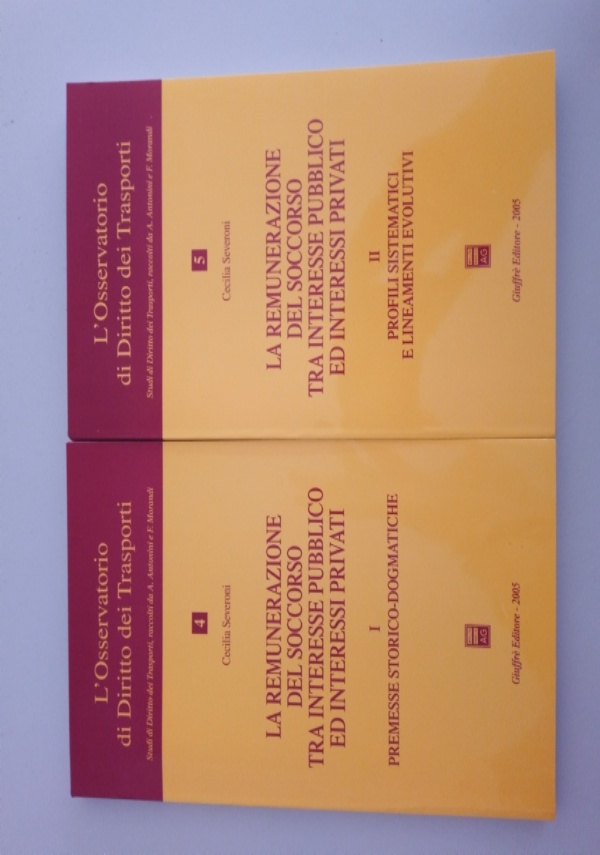 L'Osservatorio
di Diritto dei Trasporti
Studi di Diritto dei Trasporti, raccolti da A. Antonini e F. Morandi
4
Cecilia Severoni
LA REMUNERAZIONE
DEL SOCCORSO
TRA INTERESSE PUBBLICO
ED INTERESSI PRIVATI
I
PREMESSE STORICO-DOGMATICHE
AG
Giuffrè Editore - 2005
L'Osservatorio
di Diritto dei Trasporti
Studi di Diritto dei Trasporti, raccolti da A. Antonini e F. Morandi
5
Cecilia Severoni
LA REMUNERAZIONE
DEL SOCCORSO
TRA INTERESSE PUBBLICO
ED INTERESSI PRIVATI
II
PROFILI SISTEMATICI
E LINEAMENTI EVOLUTIVI
AG
Giuffrè Editore - 2005